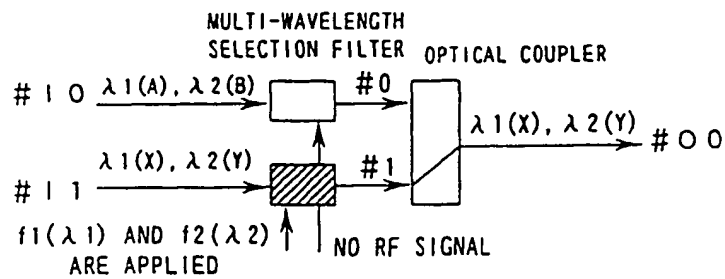 MULTI-WAVELENGTH
SELECTION FILTER
OPTICAL COUPLER
#10
λ1(A), λ2(B)
#0
λ1(X), λ2(Y)
#00
#11
λ1(X), λ2(Y)
#1
f1(λ1) AND f2(λ2)
ARE APPLIED
NO RF SIGNAL